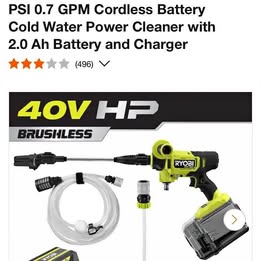 PSI 0.7 GPM Cordless Battery
Cold Water Power Cleaner with
2.0 Ah Battery and Charger
(496)
40V HP
BRUSHLESS
RYOBI